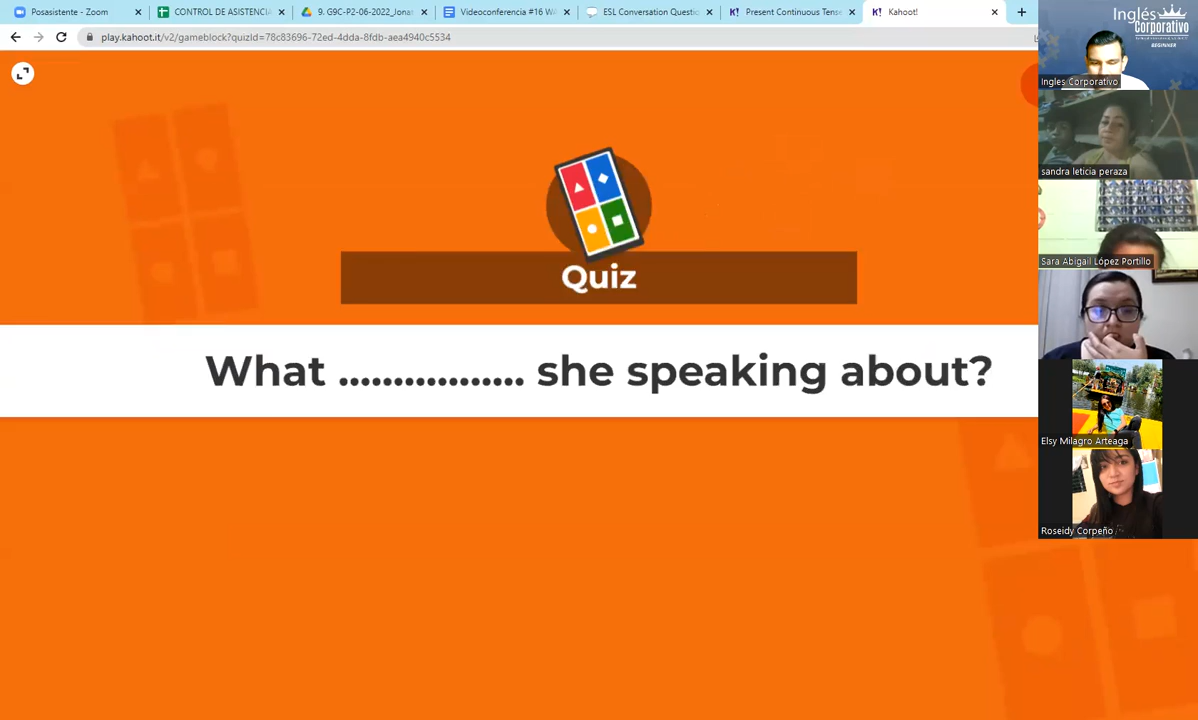 Posasistente - Zoom
CONTROL DE ASISTENCIA
9. G9C-P2-06-2022_Jonas
Videoconferencia #16 W
ESL Conversation Questio
Present Continuous Tense
Kahoot!
play.kahoot.it/v2/gameblock?quizId=78c83696-72ed-4dda-8fdb-aea4940c5534
Inglés
Corporativo
BEGINNER
Ingles Corporativo
sandra leticia peraza
Sara Abigail López Portillo
Elsy Milagro Arteaga
Roseidy Corpeño
Quiz
What ................. she speaking about?